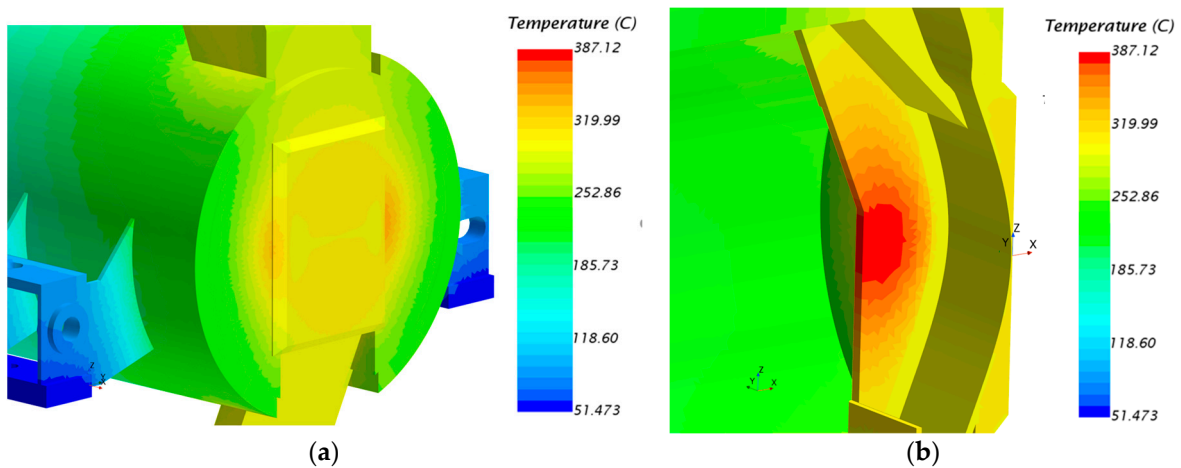 Temperature (C)
387.12
319.99
252.86
185.73
118.60
51.473
Z
X
(a)
Temperature (C)
387.12
319.99
252.86
185.73
118.60
51.473
Z
Y
X
Z
Y
X
(b)